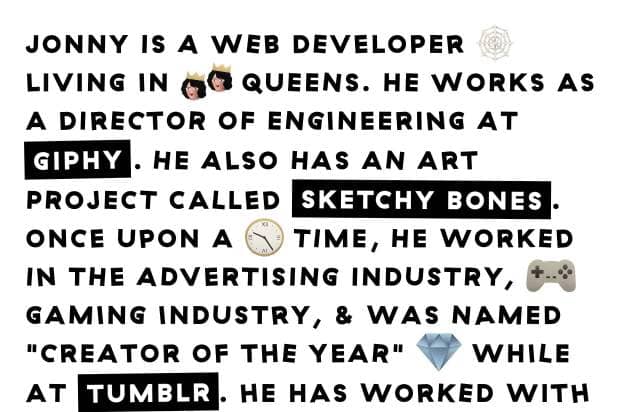 JONNY IS A WEB DEVELOPER
LIVING IN QUEENS. HE WORKS AS
A DIRECTOR OF ENGINEERING AT
GIPHY. HE ALSO HAS AN ART
PROJECT CALLED SKETCHY BONES.
ONCE UPON A TIME, HE WORKED
IN THE ADVERTISING INDUSTRY,
GAMING INDUSTRY, & WAS NAMED
"CREATOR OF THE YEAR" WHILE
AT TUMBLR. HE HAS WORKED WITH